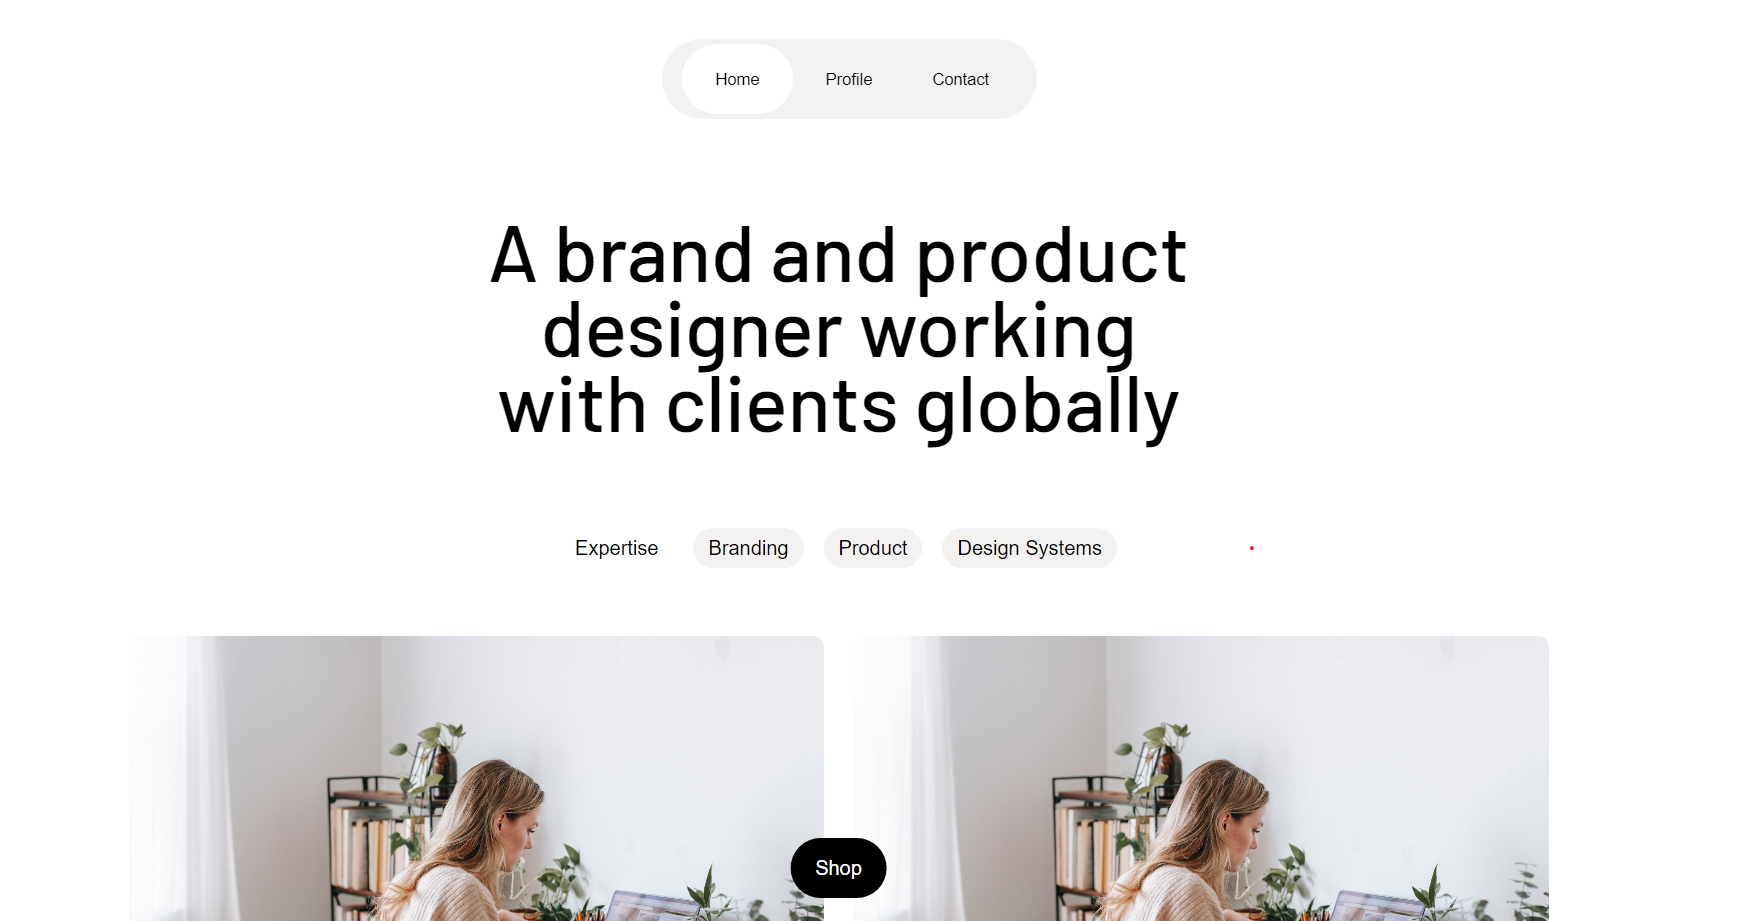 Home Profile Contact
A brand and product
designer working
with clients globally
Expertise Branding Product Design Systems
Shop